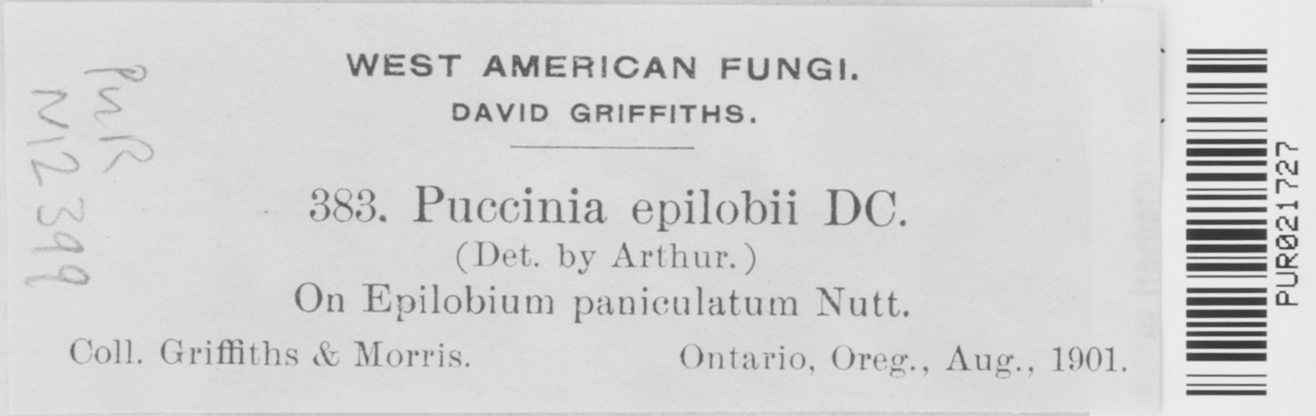 WEST AMERICAN FUNGI.
DAVID GRIFFITHS.
383. Puccinia epilobii DC.
(Det. by Arthur.)
On Epilobium paniculatum Nutt.
Coll. Griffiths & Morris. Ontario, Oreg., Aug., 1901.
PUR
N12399
PUR021727